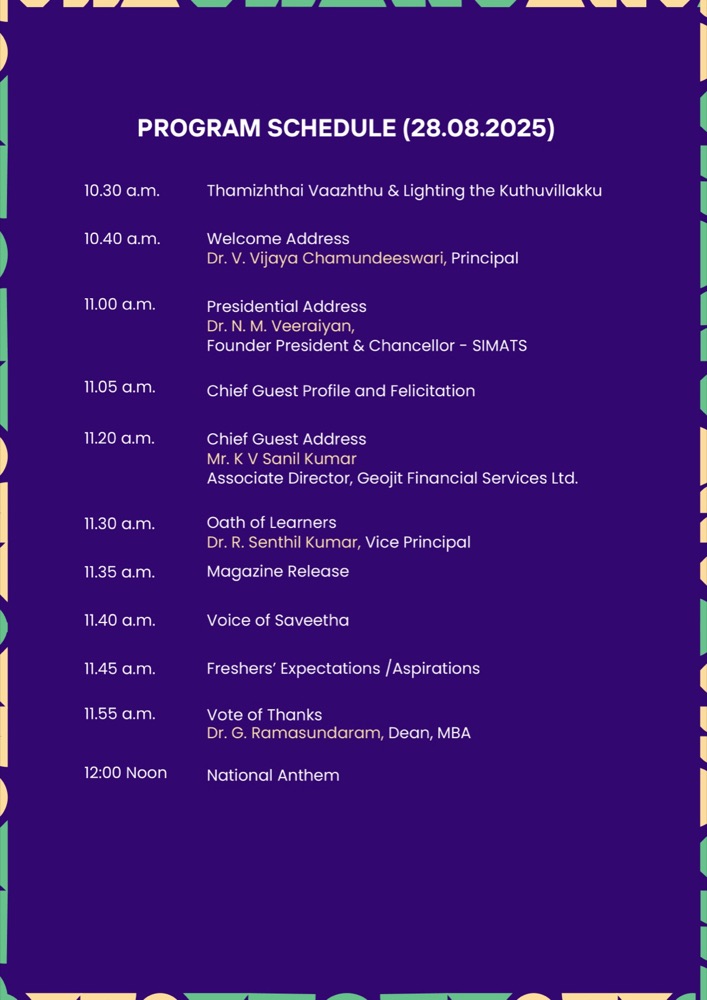 PROGRAM SCHEDULE (28.08.2025)
10.30 a.m. Thamizhthai Vaazhthu & Lighting the Kuthuvillakku
10.40 a.m. Welcome Address
Dr. V. Vijaya Chamundeeswari, Principal
11.00 a.m. Presidential Address
Dr. N. M. Veeraiyan,
Founder President & Chancellor - SIMATS
11.05 a.m. Chief Guest Profile and Felicitation
11.20 a.m. Chief Guest Address
Mr. K V Sanil Kumar
Associate Director, Geojit Financial Services Ltd.
11.30 a.m. Oath of Learners
Dr. R. Senthil Kumar, Vice Principal
11.35 a.m. Magazine Release
11.40 a.m. Voice of Saveetha
11.45 a.m. Freshers’ Expectations /Aspirations
11.55 a.m. Vote of Thanks
Dr. G. Ramasundaram, Dean, MBA
12:00 Noon National Anthem